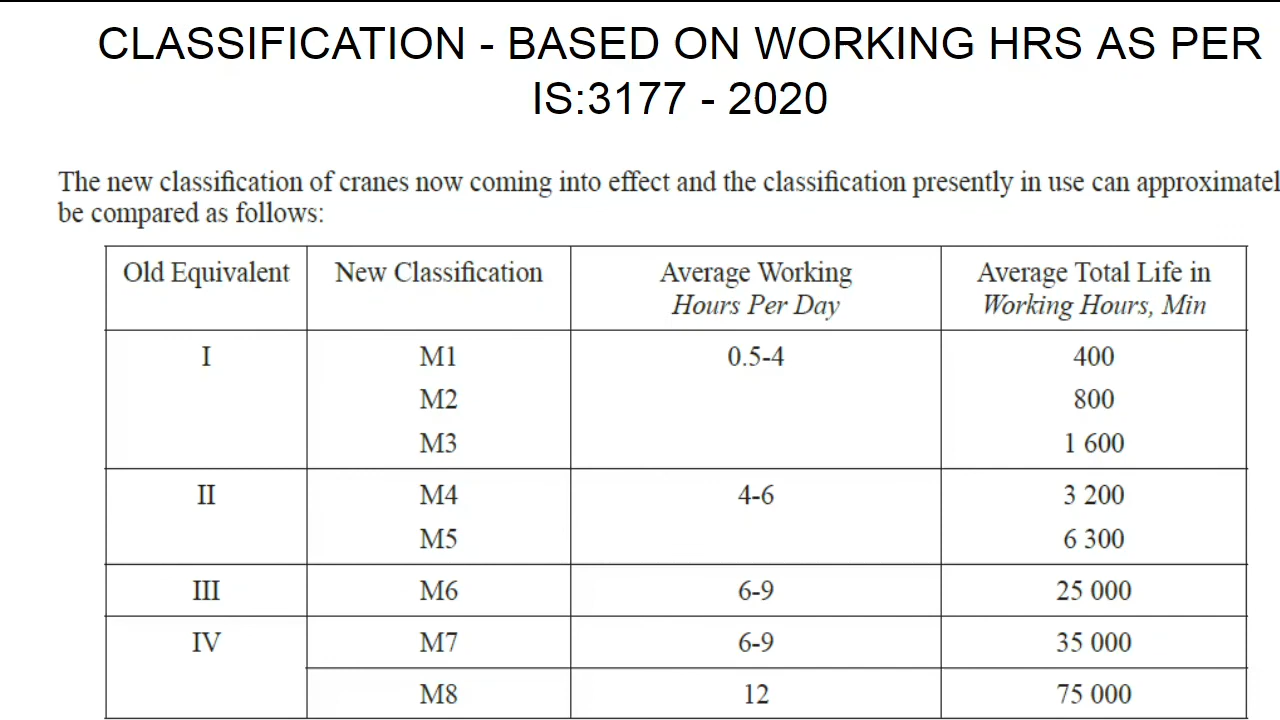 CLASSIFICATION - BASED ON WORKING HRS AS PER
IS:3177 - 2020
The new classification of cranes now coming into effect and the classification presently in use can approximatel
be compared as follows:
Old Equivalent New Classification Average Working Average Total Life in
Hours Per Day Working Hours, Min
I M1 0.5-4 400
M2 800
M3 1 600
II M4 4-6 3 200
M5 6 300
III M6 6-9 25 000
IV M7 6-9 35 000
M8 12 75 000